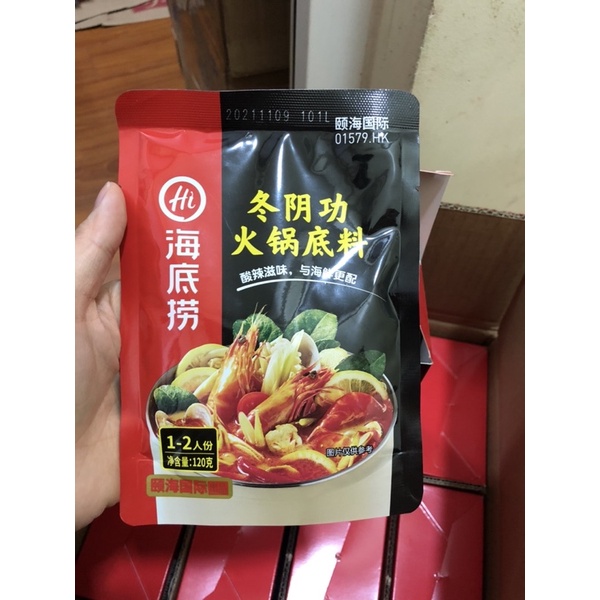 20211109 101L
颐海国际
01579.HK
Hi
海底捞
冬阴功
火锅底料
酸辣滋味，与海鲜更配
1-2人份
净含量:120克
图片仅供参考
颐海国际